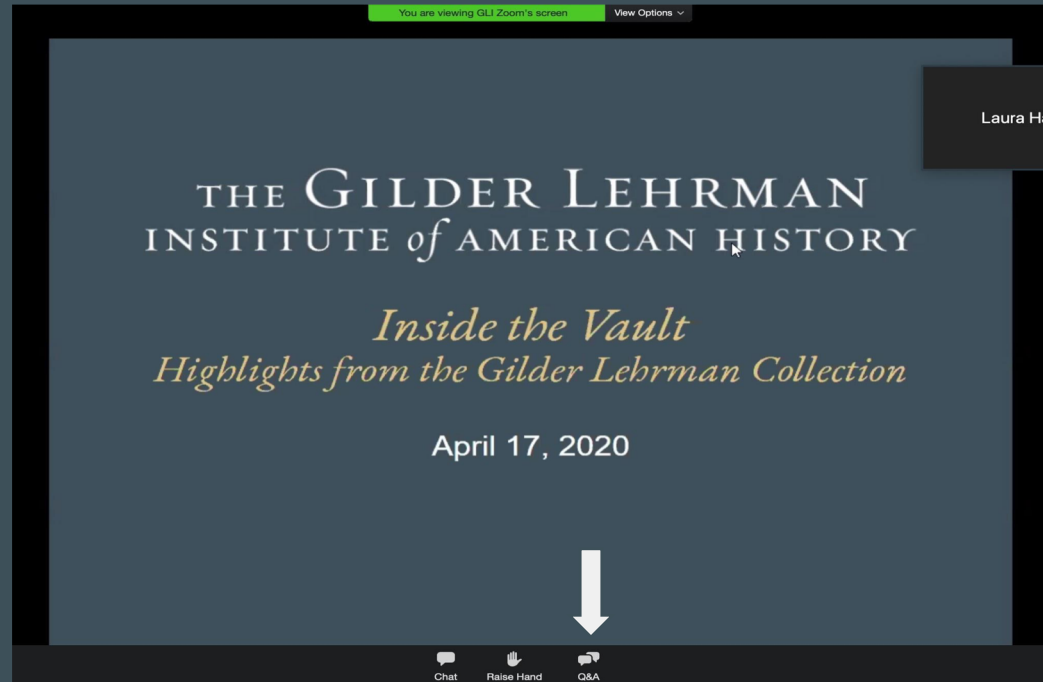 You are viewing GLI Zoom's screen View Options
Laura
THE GILDER LEHRMAN
INSTITUTE of AMERICAN HISTORY
Inside the Vault
Highlights from the Gilder Lehrman Collection
April 17, 2020
Chat Raise Hand Q&A